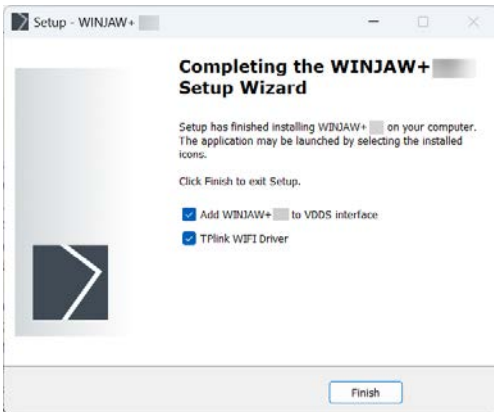 Setup - WINJAW+
Completing the WINJAW+
Setup Wizard
Setup has finished installing WINJAW+ on your computer.
The application may be launched by selecting the installed
icons.
Click Finish to exit Setup.
Add WINJAW+ to VDDS interface
TPlink WIFI Driver
Finish